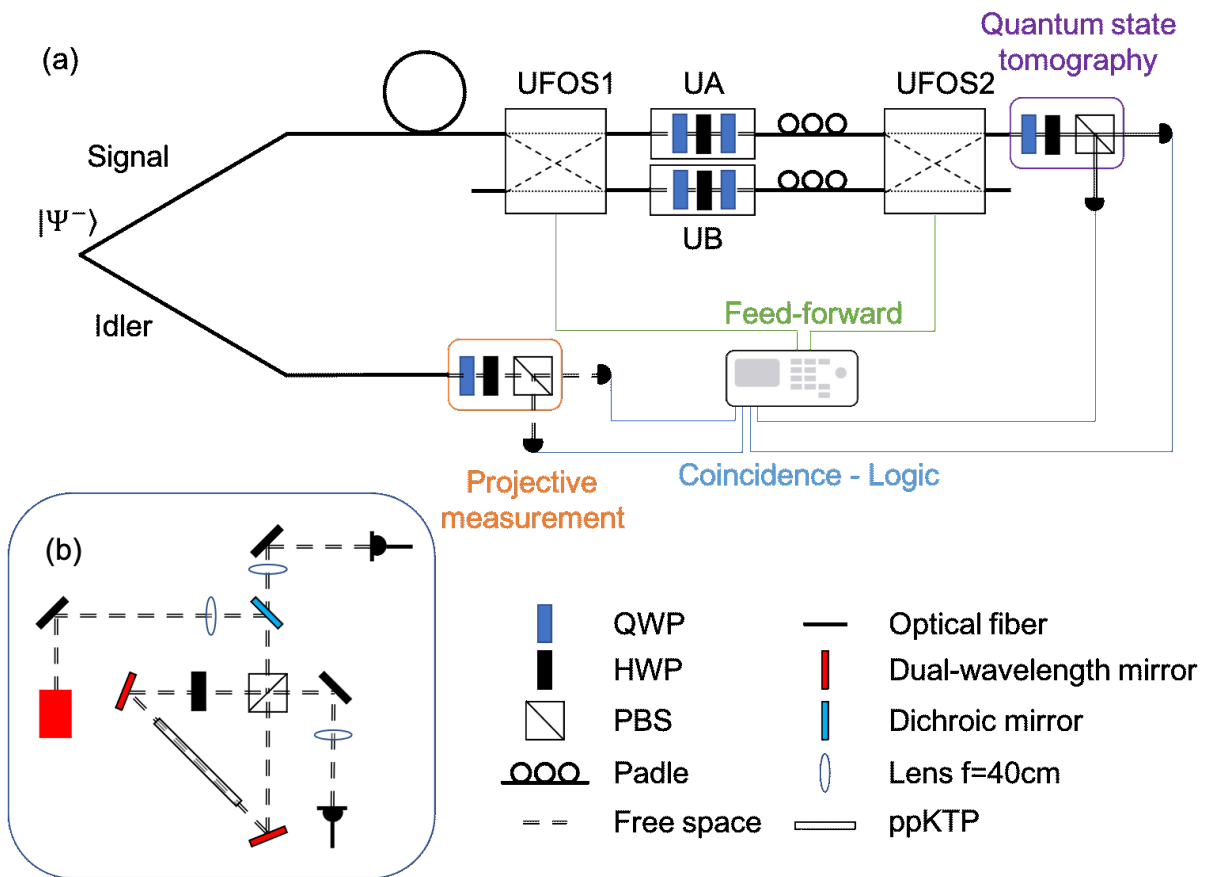 (a)
Quantum state
tomography
UFOS1
UA
UFOS2
Signal
UB
|Ψ⁻⟩
Idler
Feed-forward
Projective
measurement
Coincidence - Logic
(b)
QWP
Optical fiber
HWP
Dual-wavelength mirror
PBS
Dichroic mirror
Padle
Lens f=40cm
Free space
ppKTP